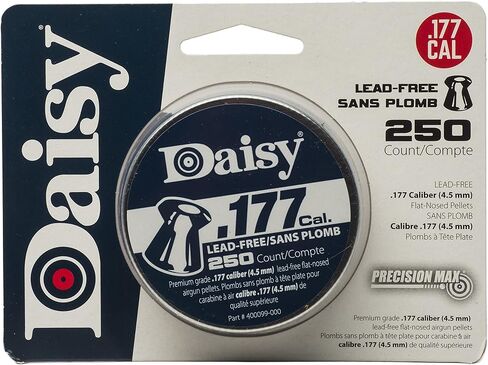 Daisy
.177
CAL
LEAD-FREE
SANS PLOMB
250
Count/Compte
LEAD-FREE
.177 Caliber (4.5 mm)
Flat-Nosed Pellets
SANS PLOMB
Calibre .177 (4.5 mm)
Plombs à Tête Plate
PRECISION MAX
Premium grade .177 caliber (4.5 mm)
lead-free flat-nosed airgun pellets
Plombs sans plomb à tête plate pour carabine à air
calibre .177 (4.5 mm) de qualité supérieure
Daisy
.177 Cal.
LEAD-FREE/SANS PLOMB
250 Count/Compte
Premium grade .177 caliber (4.5 mm) lead-free flat-nosed
airgun pellets. Plombs sans plomb à tête plate pour
carabine à air calibre .177 (4.5 mm) de
qualité supérieure
Part # 400099-000